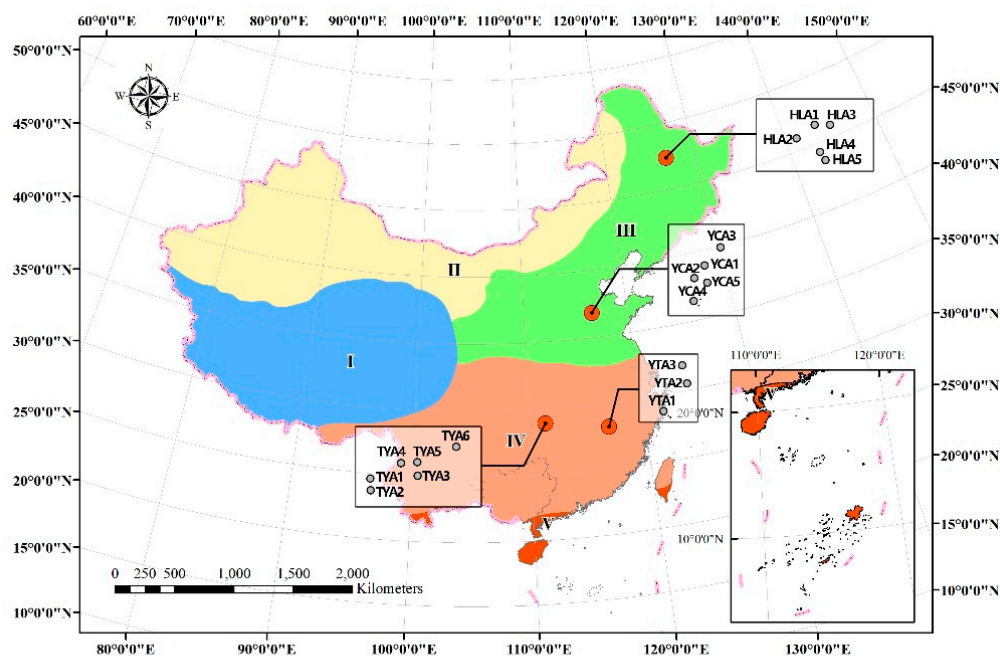 60°0'0"E 70°0'0"E 80°0'0"E 90°0'0"E 100°0'0"E 110°0'0"E 120°0'0"E 130°0'0"E 140°0'0"E 150°0'0"E
50°0'0"N
N
W E
S
45°0'0"N
45°0'0"N
HLA1 HLA3
HLA2
HLA4
HLA5
40°0'0"N
40°0'0"N
III
YCA3
35°0'0"N
YCA2 YCA1
YCA5
YCA4
35°0'0"N
II
30°0'0"N
30°0'0"N
I
YTA3
YTA2
YTA1
25°0'0"N
25°0'0"N
110°0'0"E 120°0'0"E
20°0'0"N
V
IV
TYA6
TYA4 TYA5
TYA1 TYA3
TYA2
20°0'0"N
20°0'0"N
V
15°0'0"N
15°0'0"N
10°0'0"N
0 250 500 1,000 1,500 2,000
Kilometers
10°0'0"N
10°0'0"N
80°0'0"E 90°0'0"E 100°0'0"E 110°0'0"E 120°0'0"E 130°0'0"E